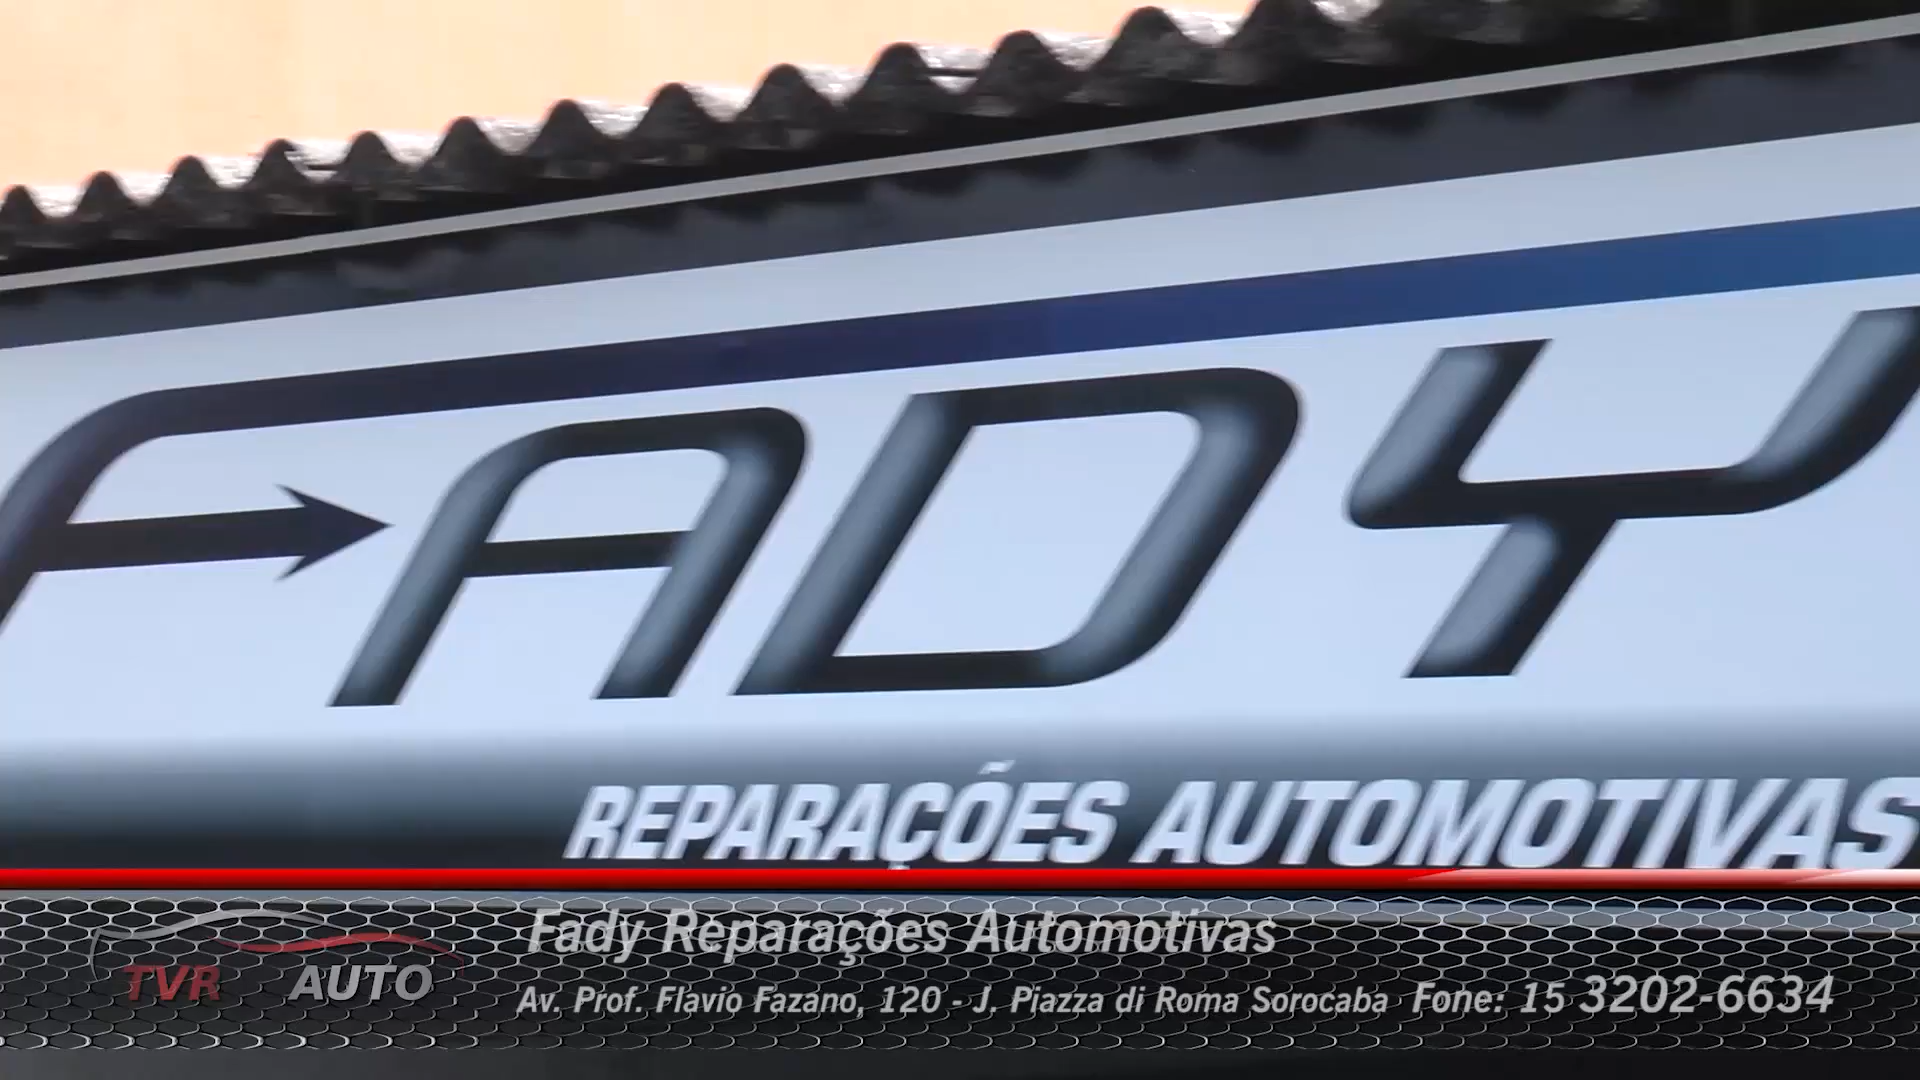 FADY
REPARAÇÕES AUTOMOTIVAS
TVR AUTO
Fady Reparações Automotivas
Av. Prof. Flavio Fazano, 120 - J. Piazza di Roma Sorocaba Fone: 15 3202-6634